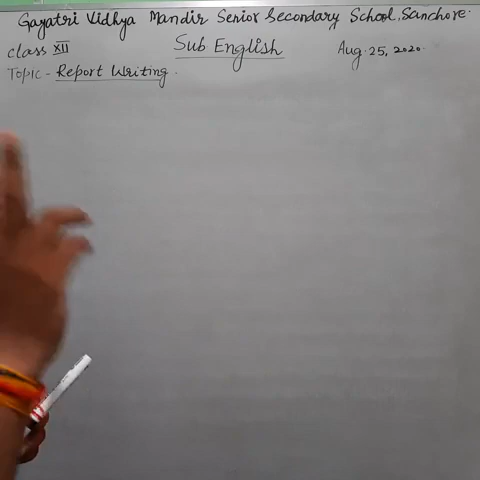 Gayatri Vidhya Mandir Senior Secondary School, Sanchore.
class XII Sub English Aug. 25, 2020.
Topic - Report Writing.